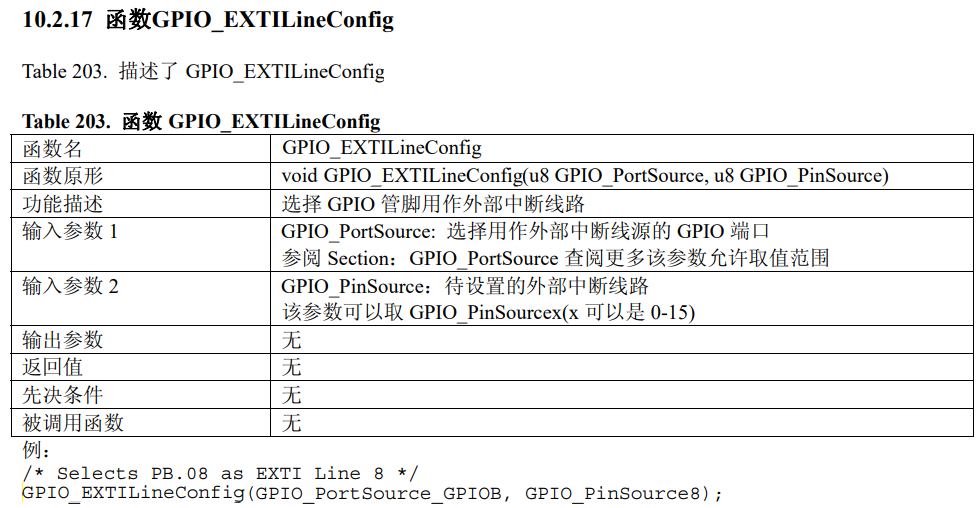 10.2.17 函数GPIO_EXTILineConfig
Table 203. 描述了 GPIO_EXTILineConfig
Table 203. 函数 GPIO_EXTILineConfig
函数名 GPIO_EXTILineConfig
函数原形 void GPIO_EXTILineConfig(u8 GPIO_PortSource, u8 GPIO_PinSource)
功能描述 选择 GPIO 管脚用作外部中断线路
输入参数 1 GPIO_PortSource: 选择用作外部中断线源的 GPIO 端口
参阅 Section：GPIO_PortSource 查阅更多该参数允许取值范围
输入参数 2 GPIO_PinSource：待设置的外部中断线路
该参数可以取 GPIO_PinSourcex(x 可以是 0-15)
输出参数 无
返回值 无
先决条件 无
被调用函数 无
例：
/* Selects PB.08 as EXTI Line 8 */
GPIO_EXTILineConfig(GPIO_PortSource_GPIOB, GPIO_PinSource8);